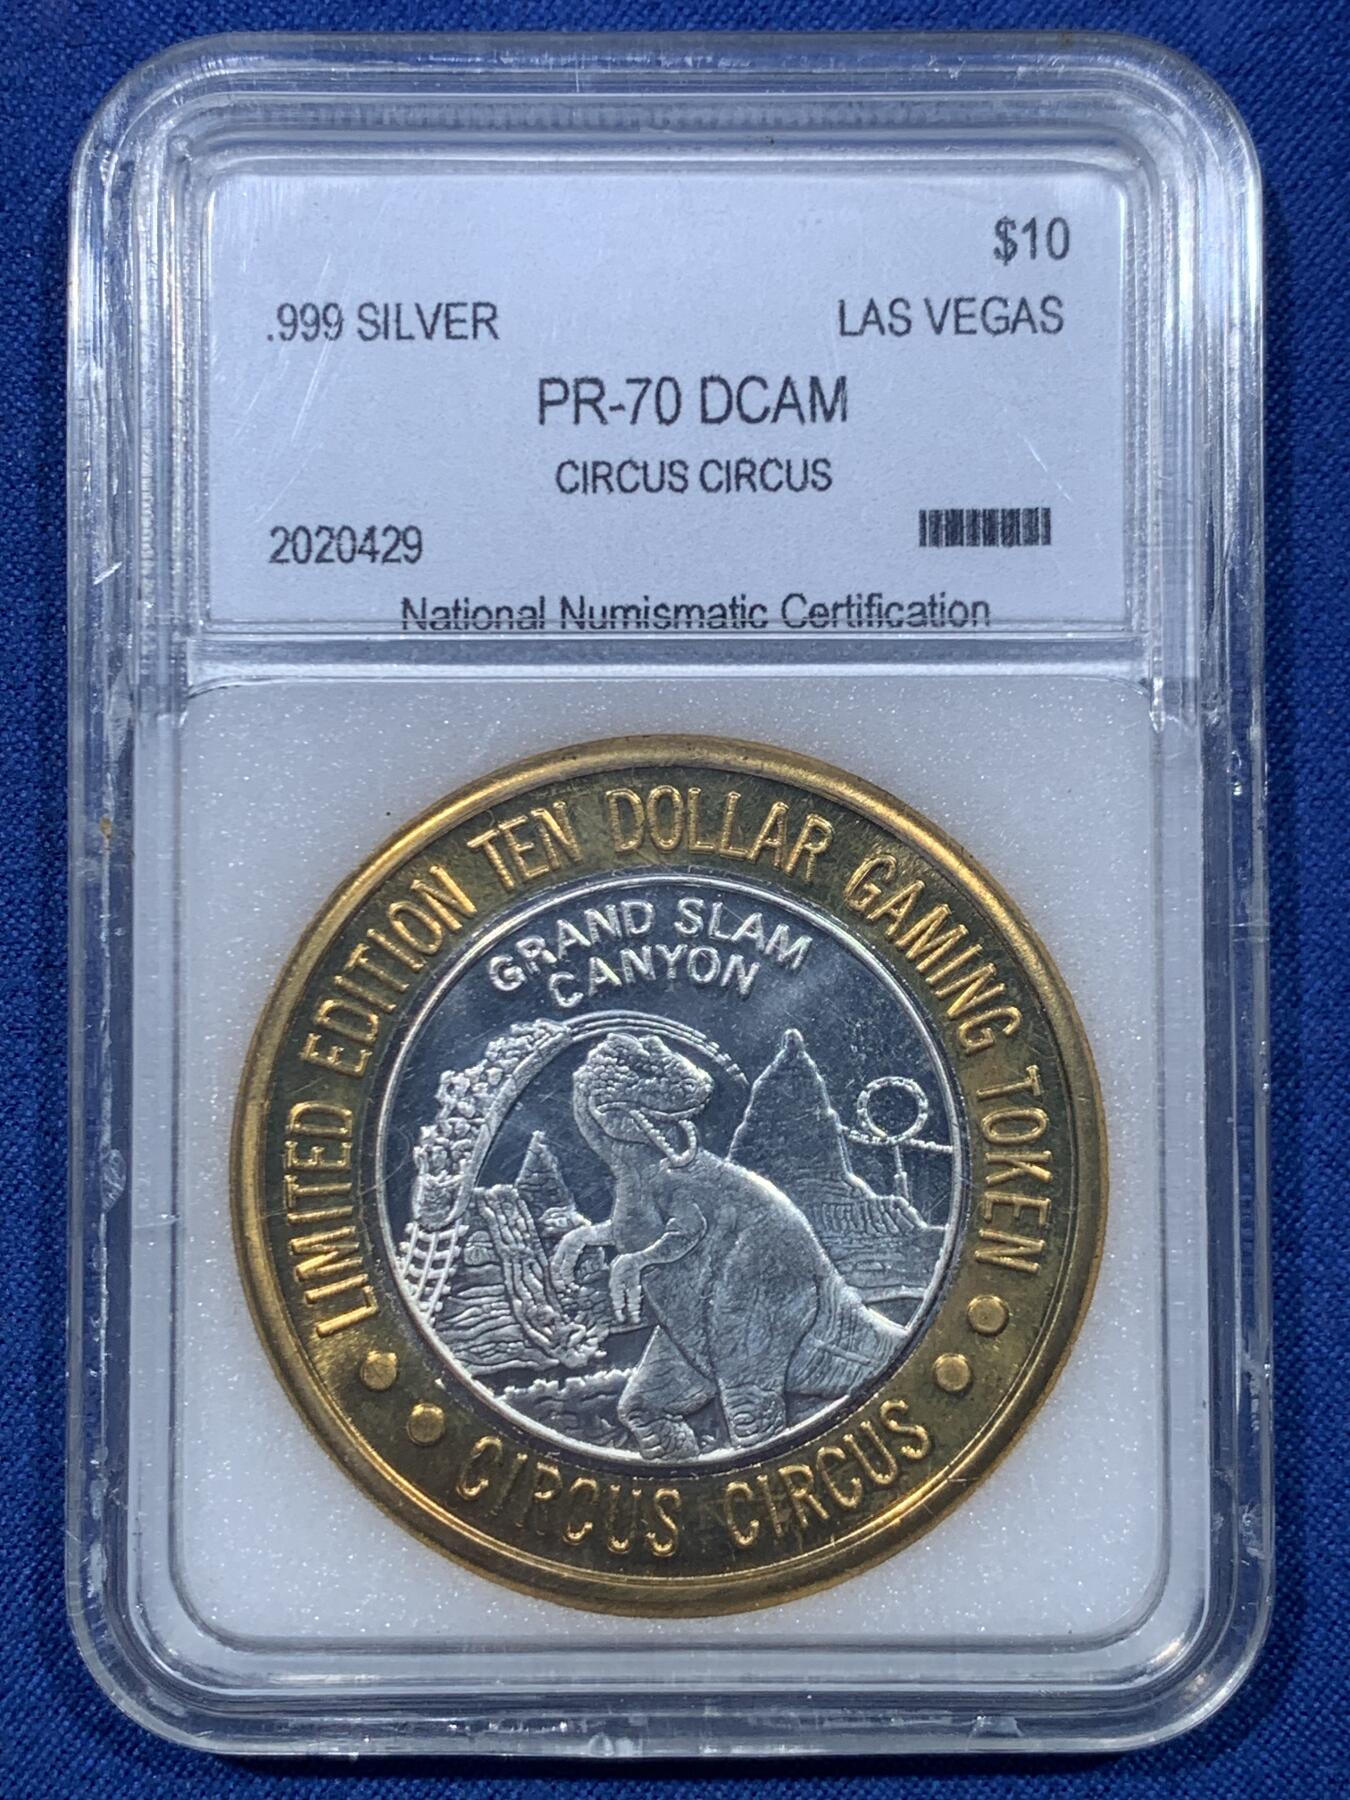 $10
.999 SILVER LAS VEGAS
PR-70 DCAM
CIRCUS CIRCUS
2020429
National Numismatic Certification
LIMITED EDITION TEN DOLLAR GAMING TOKEN
GRAND SLAM
CANYON
• • CIRCUS CIRCUS • •